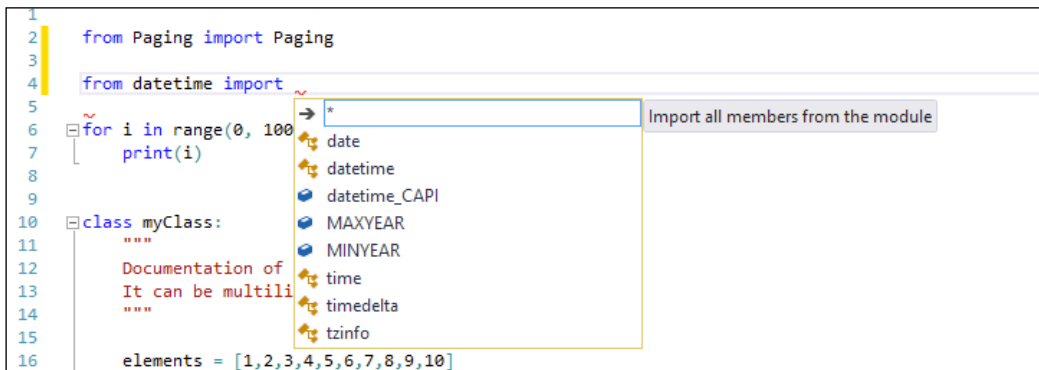 1
2 from Paging import Paging
3
4 from datetime import
5
6 for i in range(0, 100
7 print(i)
8
9
10 class myClass:
11 """
12 Documentation of
13 It can be multili
14 """
15
16 elements = [1,2,3,4,5,6,7,8,9,10]
*
date
datetime
datetime_CAPI
MAXYEAR
MINYEAR
time
timedelta
tzinfo
Import all members from the module